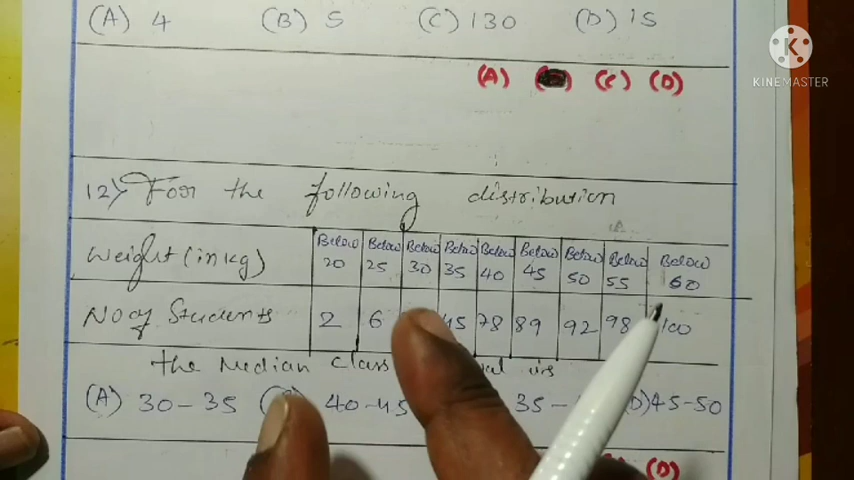 (A) 4 (B) 5 (C) 130 (D) 15
(A) (C) (D)
K
KINEMASTER
12) For the following distribution
Weight (in kg) Below 20 Below 25 Below 30 Below 35 Below 40 Below 45 Below 50 Below 55 Below 60
No of Students 2 6 45 78 89 92 98 100
the Median Class is
(A) 30-35 40-45 35- (D) 45-50
(D)